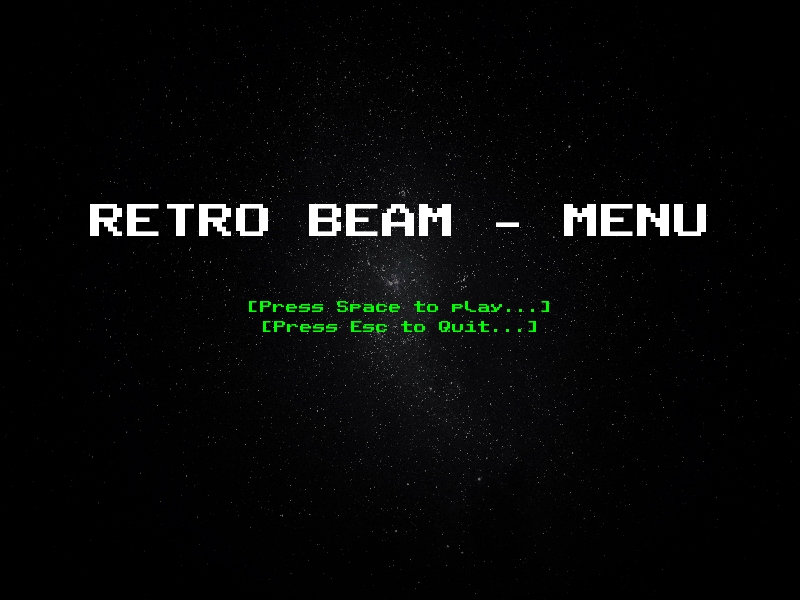 RETRO BEAM - MENU
[Press Space to play...]
[Press Esc to Quit...]